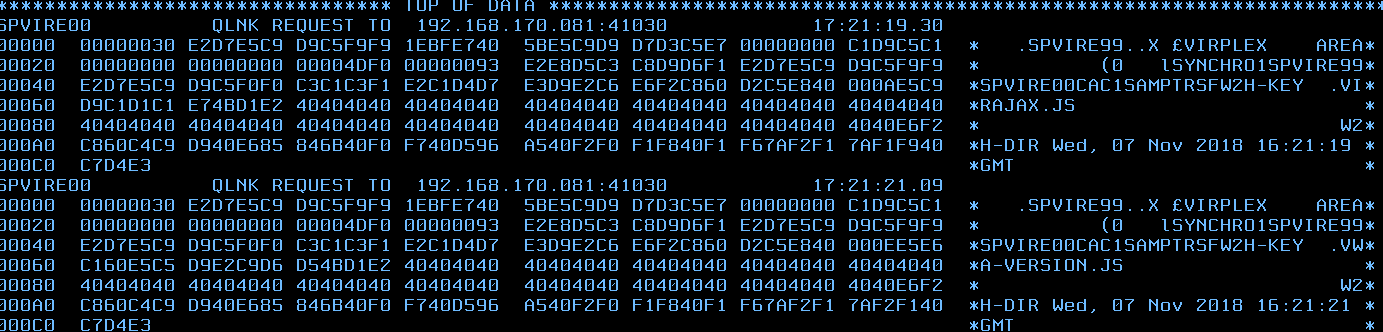 ******************************** TOP OF DATA **********************************************************
SPVIRE00 QLNK REQUEST TO 192.168.170.081:41030 17:21:19.30
00000 00000030 E2D7E5C9 D9C5F9F9 1EBFE740 5BE5C9D9 D7D3C5E7 00000000 C1D9C5C1 * .SPVIRE99..X £VIRPLEX AREA*
00020 00000000 00000000 00004DF0 00000093 E2E8D5C3 C8D9D6F1 E2D7E5C9 D9C5F9F9 * (0 lSYNCHRO1SPVIRE99*
00040 E2D7E5C9 D9C5F0F0 C3C1C3F1 E2C1D4D7 E3D9E2C6 E6F2C860 D2C5E840 000AE5C9 *SPVIRE00CAC1SAMPTRSFW2H-KEY .VI*
00060 D9C1D1C1 E74BD1E2 40404040 40404040 40404040 40404040 40404040 40404040 *RAJAX.JS *
00080 40404040 40404040 40404040 40404040 40404040 40404040 40404040 4040E6F2 * W2*
000A0 C860C4C9 D940E685 846B40F0 F740D596 A540F2F0 F1F840F1 F67AF2F1 7AF1F940 *H-DIR Wed, 07 Nov 2018 16:21:19 *
000C0 C7D4E3 *GMT *
SPVIRE00 QLNK REQUEST TO 192.168.170.081:41030 17:21:21.09
00000 00000030 E2D7E5C9 D9C5F9F9 1EBFE740 5BE5C9D9 D7D3C5E7 00000000 C1D9C5C1 * .SPVIRE99..X £VIRPLEX AREA*
00020 00000000 00000000 00004DF0 00000093 E2E8D5C3 C8D9D6F1 E2D7E5C9 D9C5F9F9 * (0 lSYNCHRO1SPVIRE99*
00040 E2D7E5C9 D9C5F0F0 C3C1C3F1 E2C1D4D7 E3D9E2C6 E6F2C860 D2C5E840 000EE5E6 *SPVIRE00CAC1SAMPTRSFW2H-KEY .VW*
00060 C160E5C5 D9E2C9D6 D54BD1E2 40404040 40404040 40404040 40404040 40404040 *A-VERSION.JS *
00080 40404040 40404040 40404040 40404040 40404040 40404040 40404040 4040E6F2 * W2*
000A0 C860C4C9 D940E685 846B40F0 F740D596 A540F2F0 F1F840F1 F67AF2F1 7AF2F140 *H-DIR Wed, 07 Nov 2018 16:21:21 *
000C0 C7D4E3 *GMT *